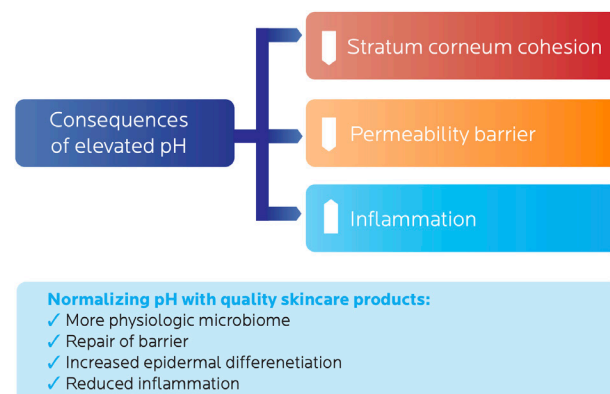 Consequences
of elevated pH
Stratum corneum cohesion
Permeability barrier
Inflammation
Normalizing pH with quality skincare products:
✓ More physiologic microbiome
✓ Repair of barrier
✓ Increased epidermal differenetiation
✓ Reduced inflammation